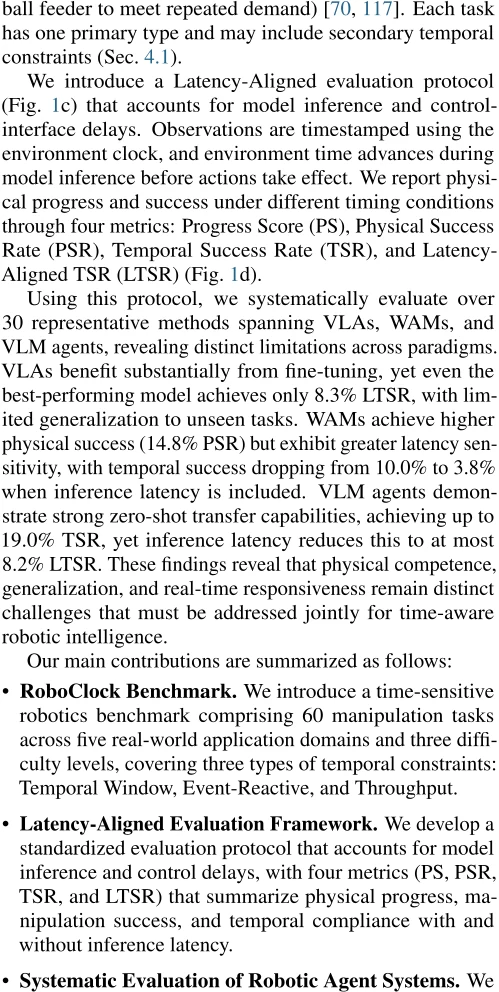 ball feeder to meet repeated demand) [70, 117]. Each task
has one primary type and may include secondary temporal
constraints (Sec. 4.1).
We introduce a Latency-Aligned evaluation protocol
(Fig. 1c) that accounts for model inference and control-
interface delays. Observations are timestamped using the
environment clock, and environment time advances during
model inference before actions take effect. We report physi-
cal progress and success under different timing conditions
through four metrics: Progress Score (PS), Physical Success
Rate (PSR), Temporal Success Rate (TSR), and Latency-
Aligned TSR (LTSR) (Fig. 1d).
Using this protocol, we systematically evaluate over
30 representative methods spanning VLAs, WAMs, and
VLM agents, revealing distinct limitations across paradigms.
VLAs benefit substantially from fine-tuning, yet even the
best-performing model achieves only 8.3% LTSR, with lim-
ited generalization to unseen tasks. WAMs achieve higher
physical success (14.8% PSR) but exhibit greater latency sen-
sitivity, with temporal success dropping from 10.0% to 3.8%
when inference latency is included. VLM agents demon-
strate strong zero-shot transfer capabilities, achieving up to
19.0% TSR, yet inference latency reduces this to at most
8.2% LTSR. These findings reveal that physical competence,
generalization, and real-time responsiveness remain distinct
challenges that must be addressed jointly for time-aware
robotic intelligence.
Our main contributions are summarized as follows:
• RoboClock Benchmark. We introduce a time-sensitive
robotics benchmark comprising 60 manipulation tasks
across five real-world application domains and three diffi-
culty levels, covering three types of temporal constraints:
Temporal Window, Event-Reactive, and Throughput.
• Latency-Aligned Evaluation Framework. We develop a
standardized evaluation protocol that accounts for model
inference and control delays, with four metrics (PS, PSR,
TSR, and LTSR) that summarize physical progress, ma-
nipulation success, and temporal compliance with and
without inference latency.
• Systematic Evaluation of Robotic Agent Systems. We